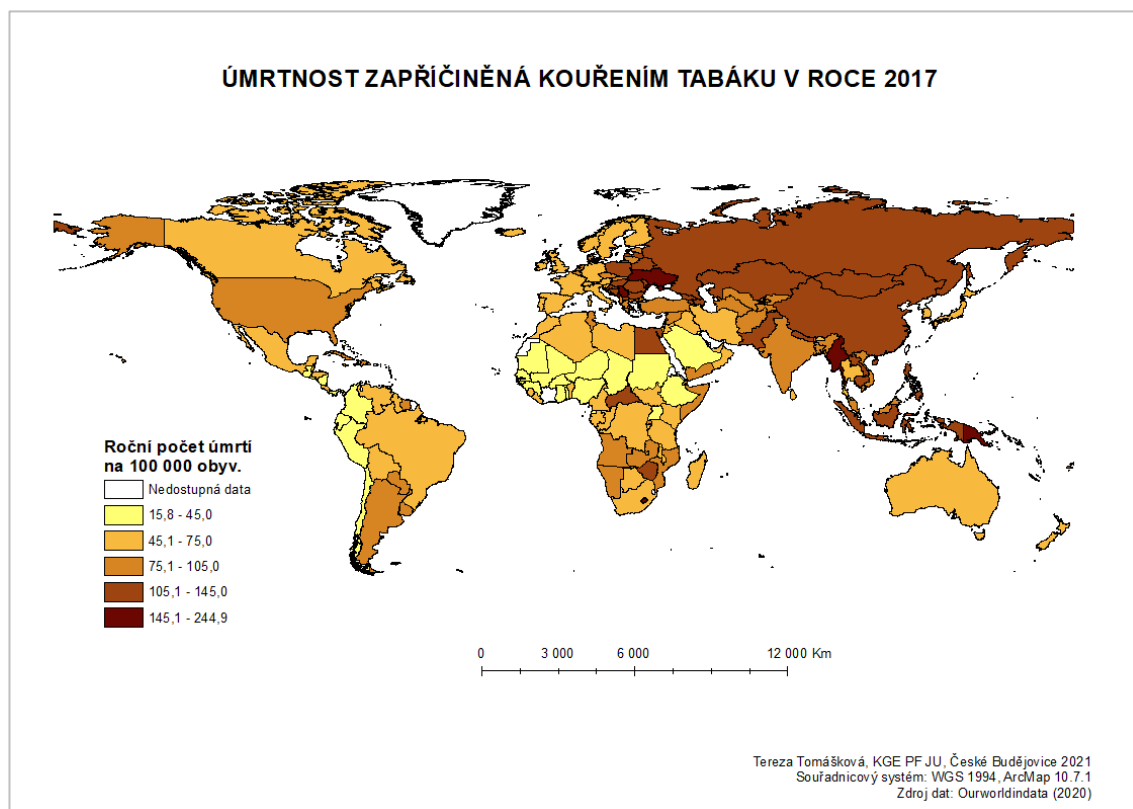 ÚMRTNOST ZAPŘÍČINĚNÁ KOUŘENÍM TABÁKU V ROCE 2017
Roční počet úmrtí
na 100 000 obyv.
Nedostupná data
15,8 - 45,0
45,1 - 75,0
75,1 - 105,0
105,1 - 145,0
145,1 - 244,9
0 3 000 6 000 12 000 Km
Tereza Tomášková, KGE PF JU, České Budějovice 2021
Souřadnicový systém: WGS 1994, ArcMap 10.7.1
Zdroj dat: Ourworldindata (2020)